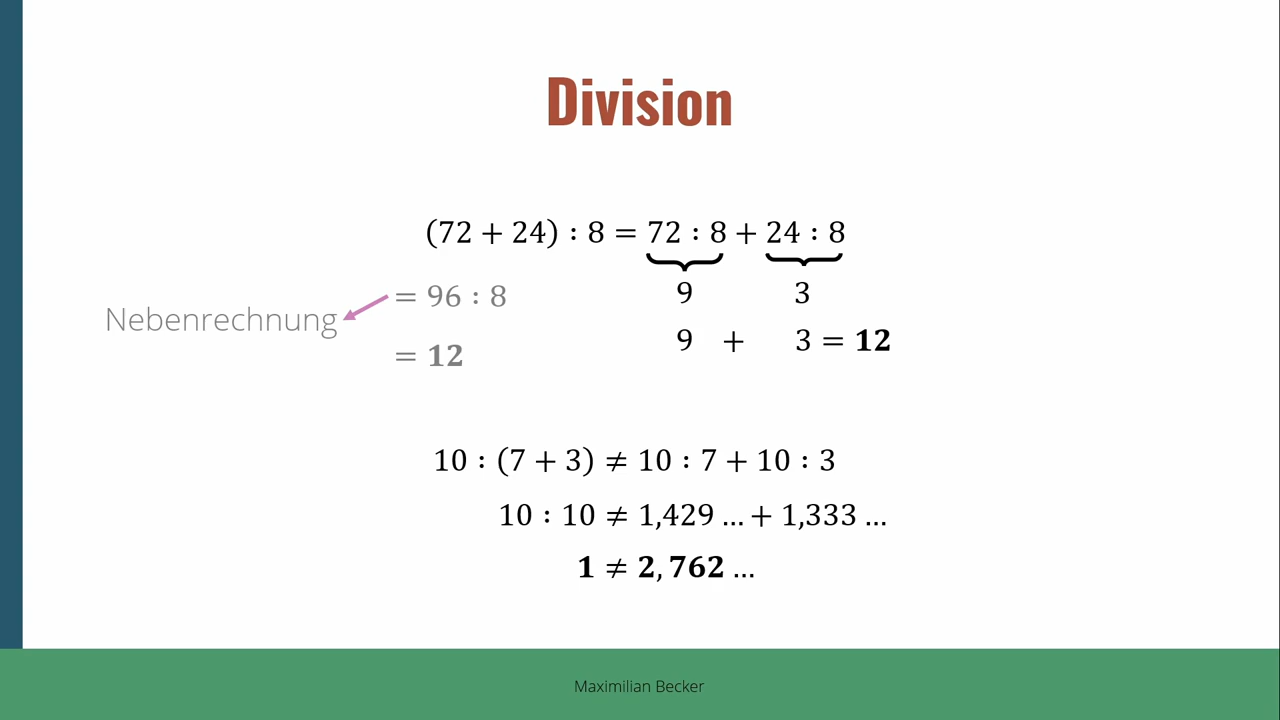 Division
(72 + 24) : 8 = 72 : 8 + 24 : 8
= 96 : 8
9 3
Nebenrechnung
9 + 3 = 12
= 12
10 : (7 + 3) ≠ 10 : 7 + 10 : 3
10 : 10 ≠ 1,429 ... + 1,333 ...
1 ≠ 2,762 ...
Maximilian Becker